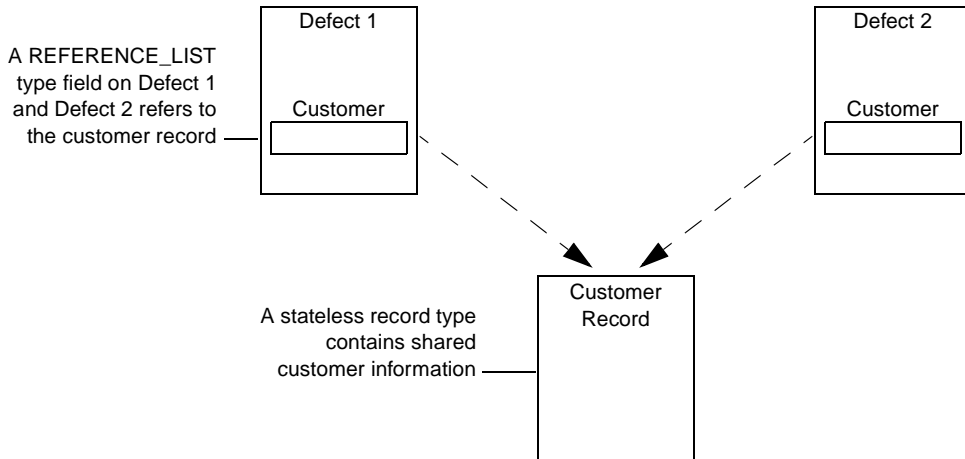 Defect 1
Defect 2
A REFERENCE_LIST
type field on Defect 1
and Defect 2 refers to
the customer record
Customer
Customer
Customer
Record
A stateless record type
contains shared
customer information